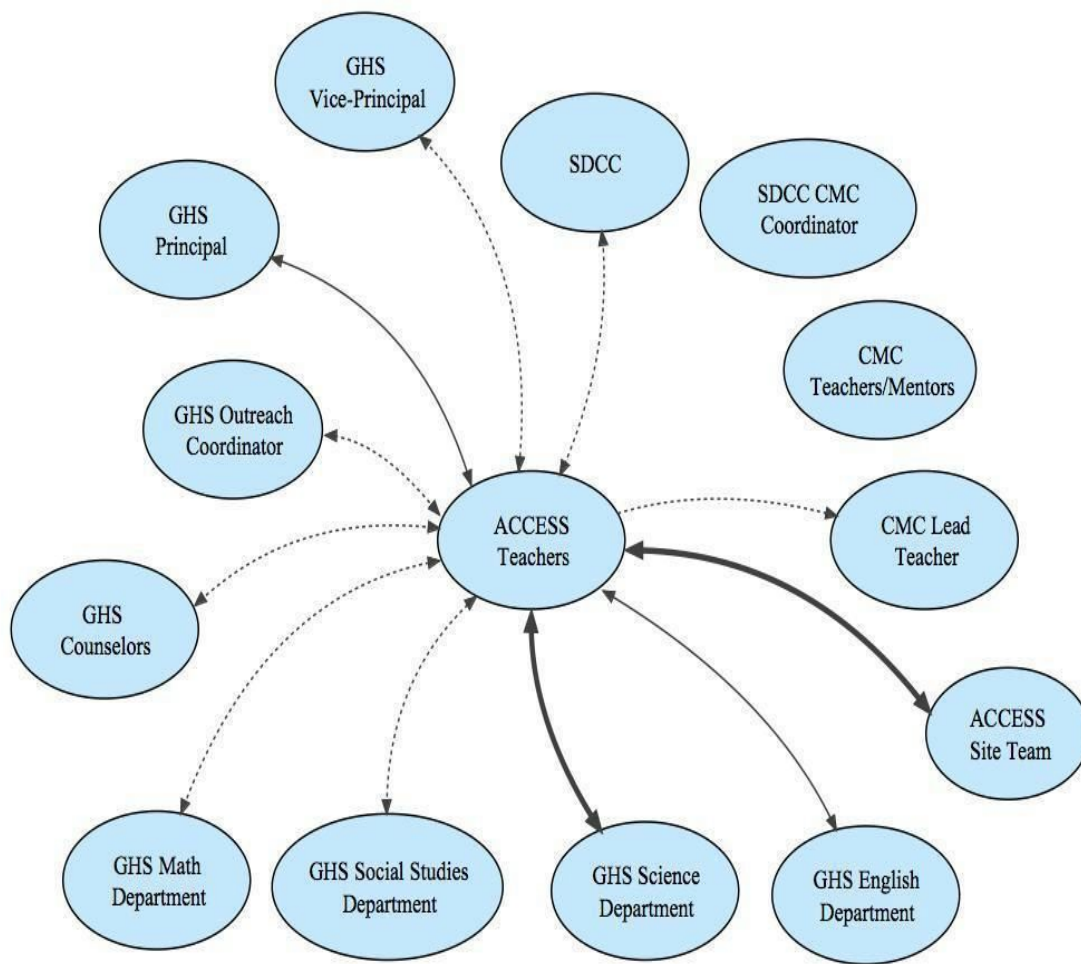 GHS
Vice-Principal
SDCC
SDCC CMC
Coordinator
GHS
Principal
CMC
Teachers/Mentors
GHS Outreach
Coordinator
ACCESS
Teachers
CMC Lead
Teacher
GHS
Counselors
ACCESS
Site Team
GHS Math
Department
GHS Social Studies
Department
GHS Science
Department
GHS English
Department